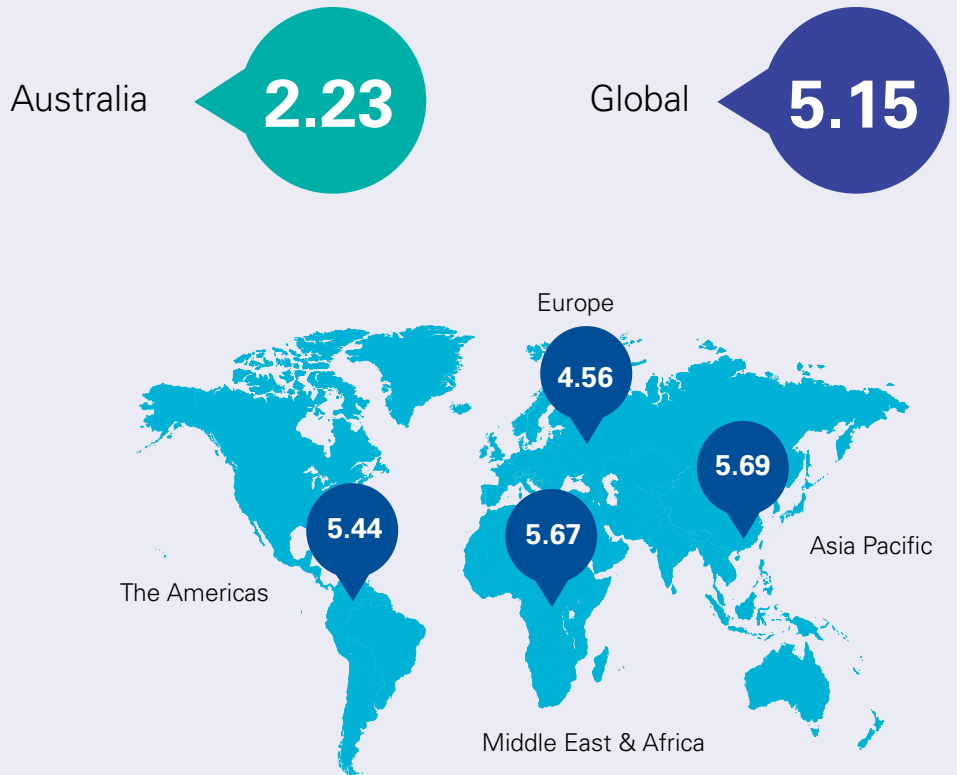 Australia
2.23
Global
5.15
Europe
4.56
5.69
5.44
5.67
Asia Pacific
The Americas
Middle East & Africa